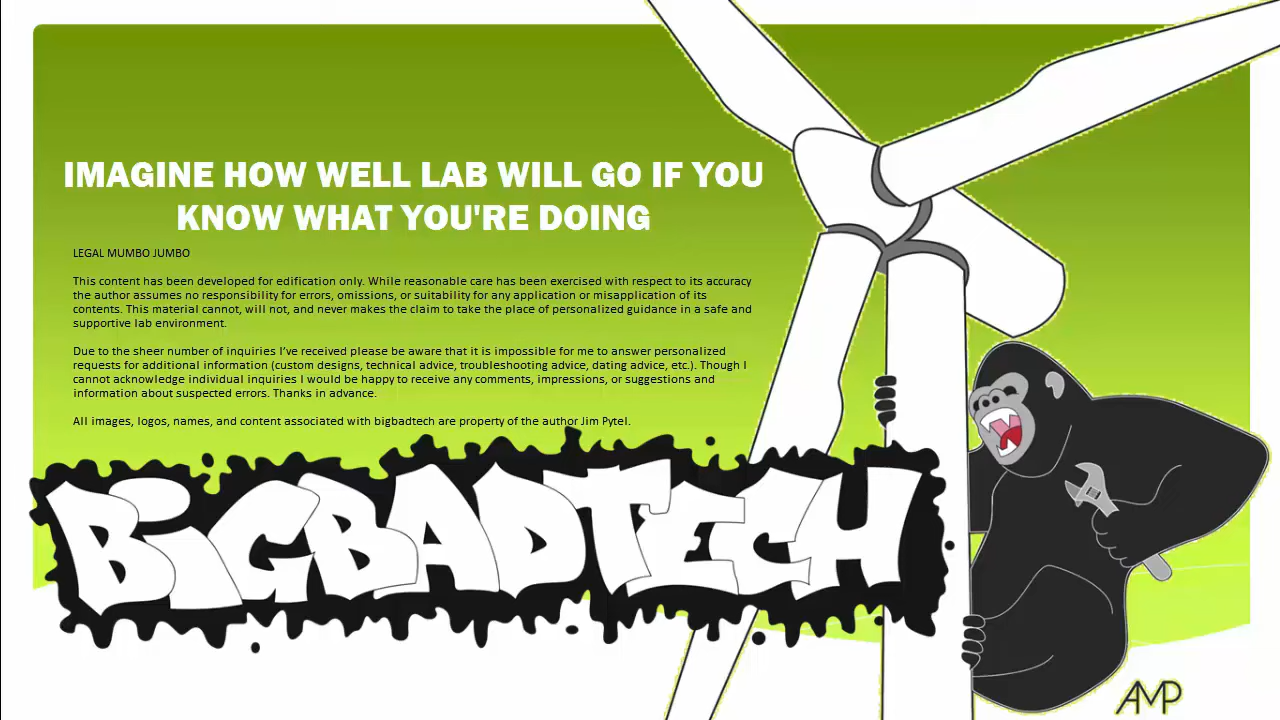 IMAGINE HOW WELL LAB WILL GO IF YOU
KNOW WHAT YOU'RE DOING
LEGAL MUMBO JUMBO
This content has been developed for edification only. While reasonable care has been exercised with respect to its accuracy
the author assumes no responsibility for errors, omissions, or suitability for any application or misapplication of its
contents. This material cannot, will not, and never makes the claim to take the place of personalized guidance in a safe and
supportive lab environment.
Due to the sheer number of inquiries I've received please be aware that it is impossible for me to answer personalized
requests for additional information (custom designs, technical advice, troubleshooting advice, dating advice, etc.). Though I
cannot acknowledge individual inquiries I would be happy to receive any comments, impressions, or suggestions and
information about suspected errors. Thanks in advance.
All images, logos, names, and content associated with bigbadtech are property of the author Jim Pytel.
BiGBADTECH
AMP